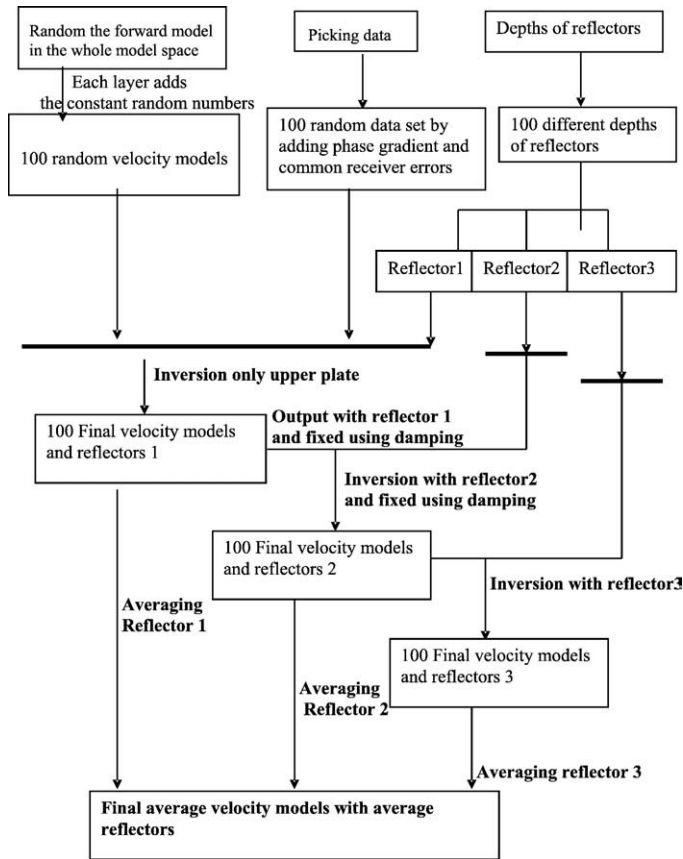 Random the forward model
in the whole model space
Picking data
Depths of reflectors
Each layer adds
the constant random numbers
100 random velocity models
100 random data set by
adding phase gradient and
common receiver errors
100 different depths
of reflectors
Reflector1
Reflector2
Reflector3
Inversion only upper plate
100 Final velocity models
and reflectors 1
Output with reflector 1
and fixed using damping
Inversion with reflector2
and fixed using damping
100 Final velocity models
and reflectors 2
Inversion with reflector3
Averaging
Reflector 1
100 Final velocity models
and reflectors 3
Averaging
Reflector 2
Averaging reflector 3
Final average velocity models with average
reflectors